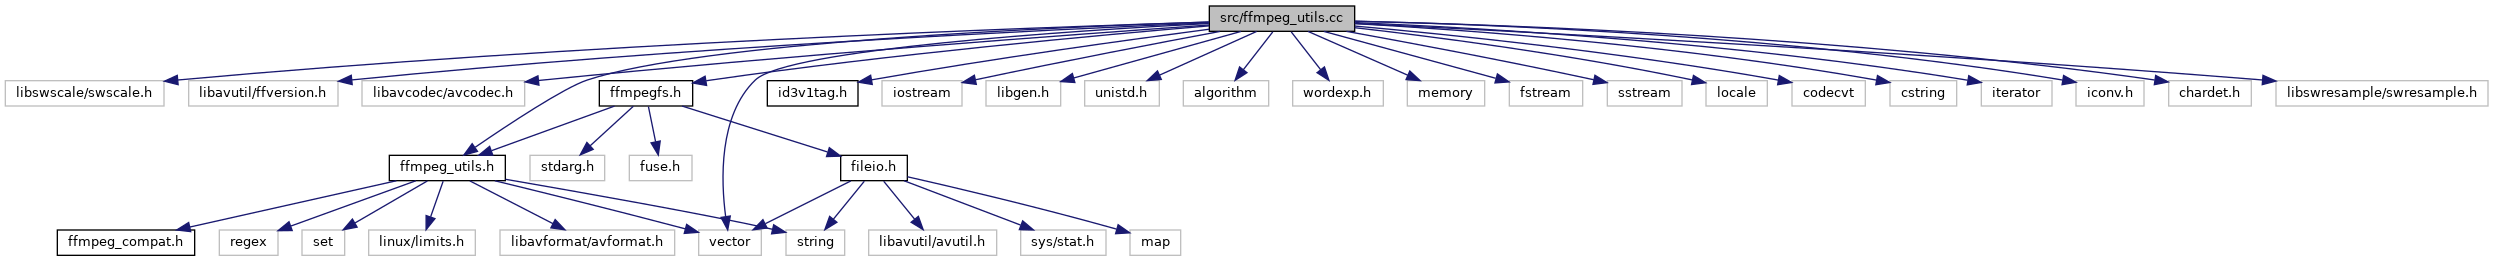 src/ffmpeg_utils.cc
libswscale/swscale.h
libavutil/ffversion.h
libavcodec/avcodec.h
ffmpegfs.h
id3v1tag.h
iostream
libgen.h
unistd.h
algorithm
wordexp.h
memory
fstream
sstream
locale
codecvt
cstring
iterator
iconv.h
chardet.h
libswresample/swresample.h
ffmpeg_utils.h
stdarg.h
fuse.h
fileio.h
ffmpeg_compat.h
regex
set
linux/limits.h
libavformat/avformat.h
vector
string
libavutil/avutil.h
sys/stat.h
map